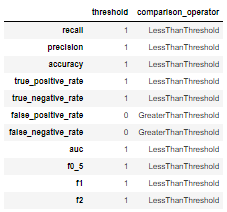 threshold comparison_operator
recall 1 LessThanThreshold
precision 1 LessThanThreshold
accuracy 1 LessThanThreshold
true_positive_rate 1 LessThanThreshold
true_negative_rate 1 LessThanThreshold
false_positive_rate 0 GreaterThanThreshold
false_negative_rate 0 GreaterThanThreshold
auc 1 LessThanThreshold
f0_5 1 LessThanThreshold
f1 1 LessThanThreshold
f2 1 LessThanThreshold